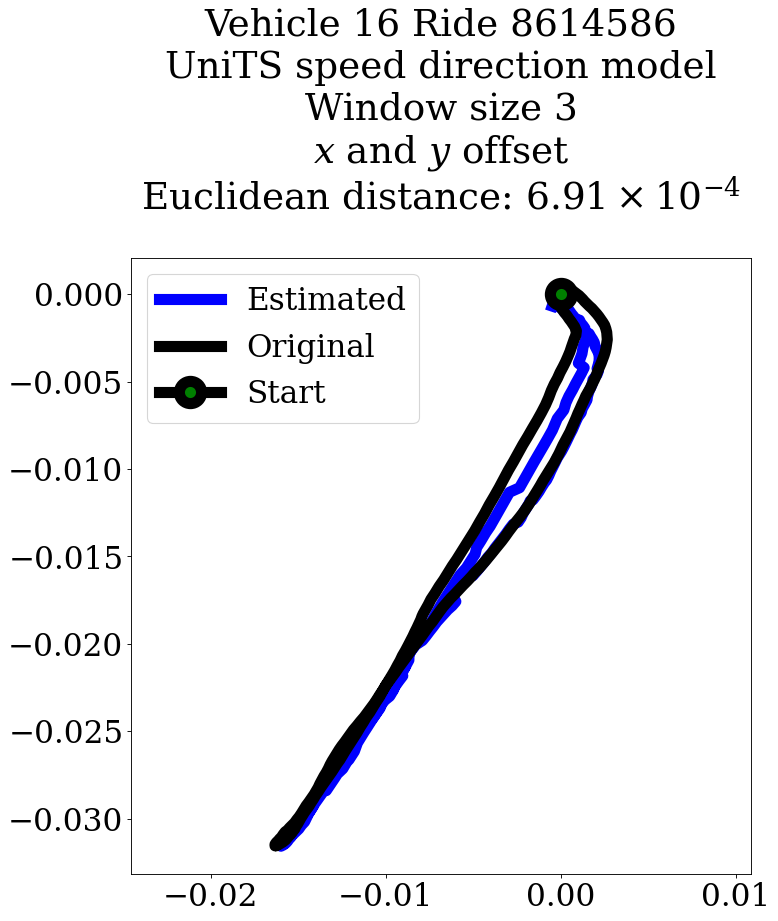 Vehicle 16 Ride 8614586
UniTS speed direction model
Window size 3
x and y offset
Euclidean distance: 6.91 × 10⁻⁴
Estimated
Original
Start
0.000
−0.005
−0.010
−0.015
−0.020
−0.025
−0.030
−0.02 −0.01 0.00 0.01